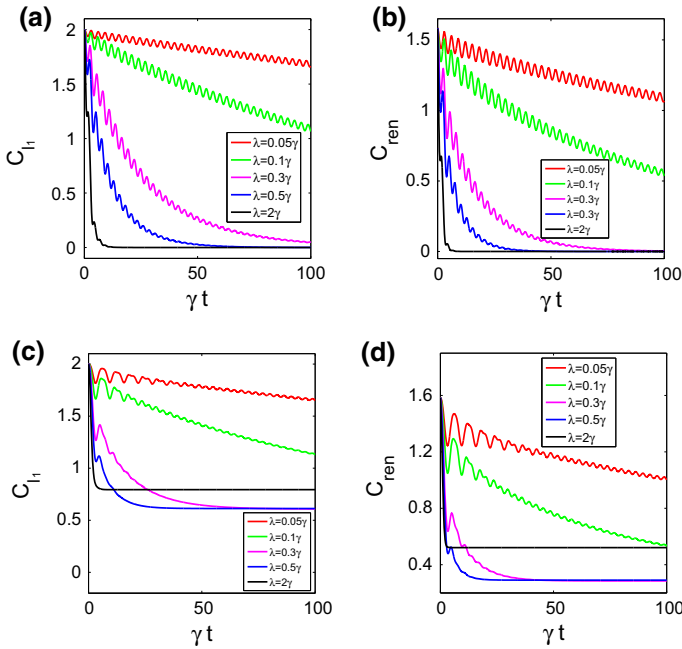 (a)
2
1.5
1
0.5
0
C_l₁
λ=0.05γ
λ=0.1γ
λ=0.3γ
λ=0.5γ
λ=2γ
0 50 100
γ t
(b)
1.5
1
0.5
0
C_ren
λ=0.05γ
λ=0.1γ
λ=0.3γ
λ=0.3γ
λ=2γ
0 50 100
γ t
(c)
2
1.5
1
0.5
0
C_l₁
λ=0.05γ
λ=0.1γ
λ=0.3γ
λ=0.5γ
λ=2γ
0 50 100
γ t
(d)
1.6
1.2
0.8
0.4
C_ren
λ=0.05γ
λ=0.1γ
λ=0.3γ
λ=0.5γ
λ=2γ
0 50 100
γ t